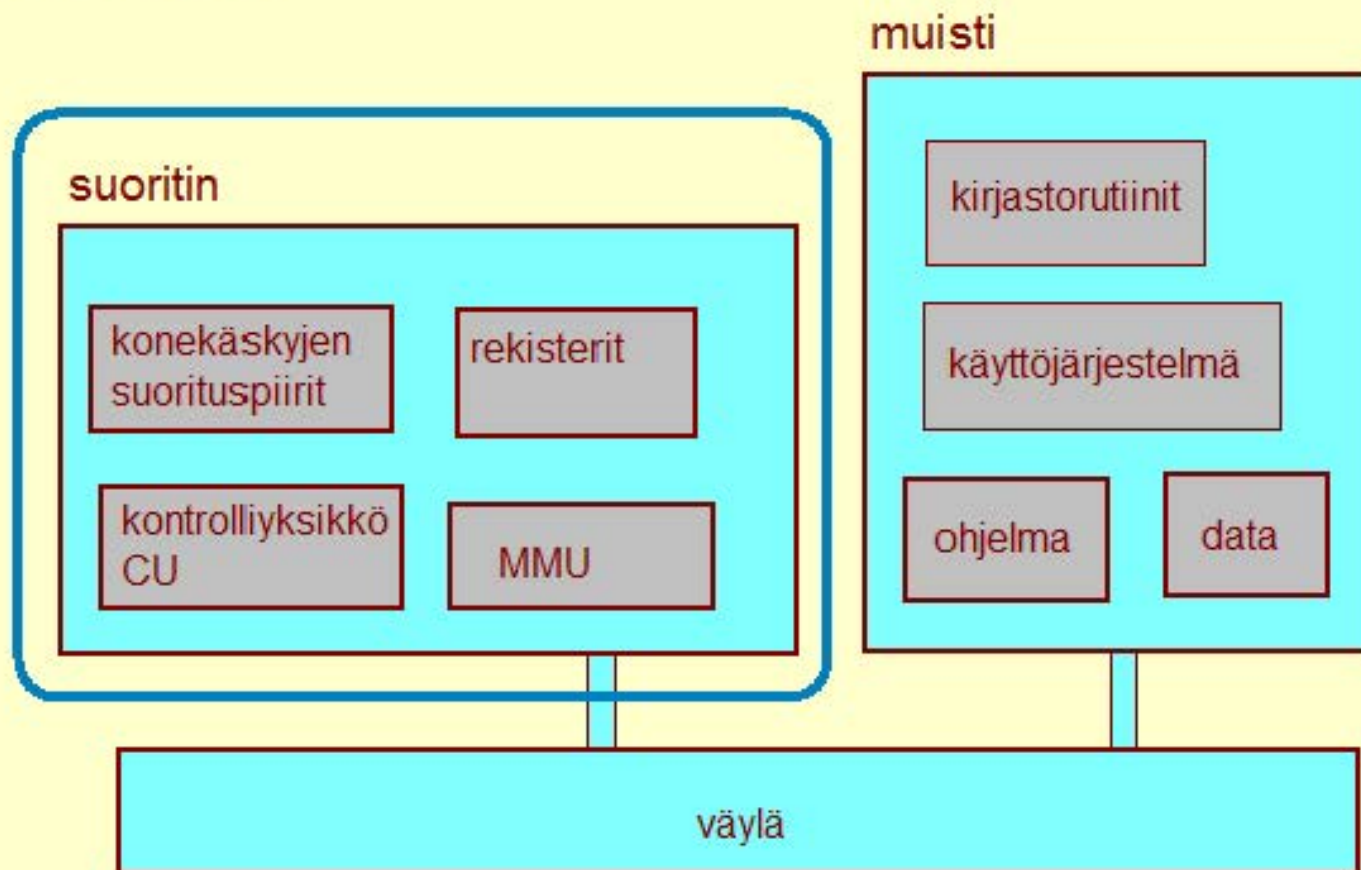 muisti
suoritin
kirjastorutiinit
konekäskyjen
suorituspiirit
rekisterit
käyttöjärjestelmä
kontrolliyksikkö
CU
MMU
ohjelma
data
väylä